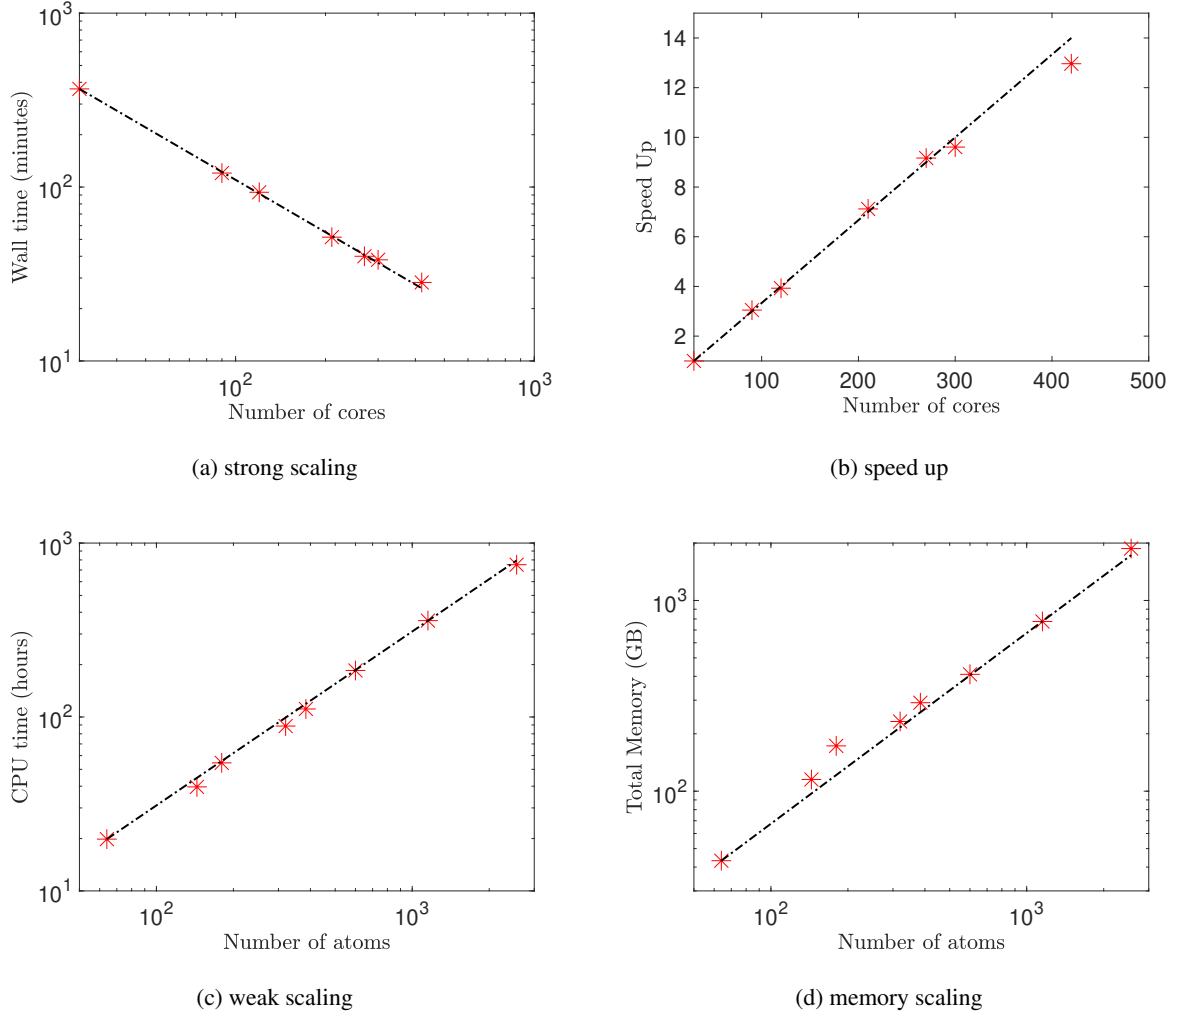 10^3
10^2
10^1
Wall time (minutes)
10^2
10^3
Number of cores
(a) strong scaling
14
12
10
8
6
4
2
Speed Up
100 200 300 400 500
Number of cores
(b) speed up
10^3
10^2
10^1
CPU time (hours)
10^2
10^3
Number of atoms
(c) weak scaling
10^3
10^2
Total Memory (GB)
10^2
10^3
Number of atoms
(d) memory scaling